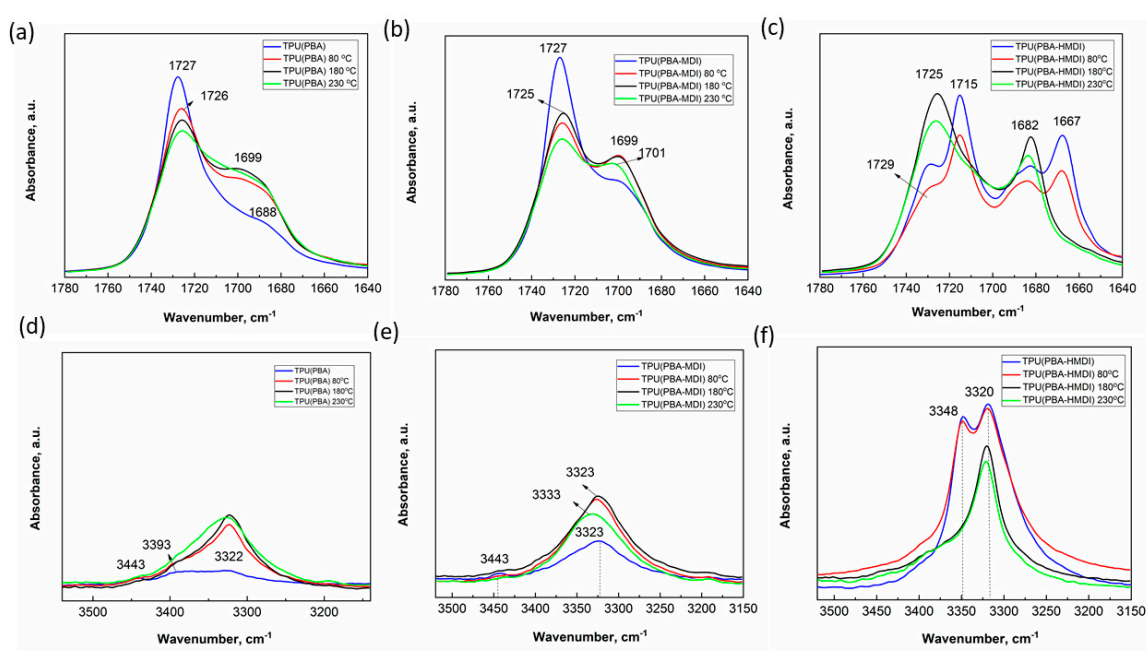 (a)
TPU(PBA)
TPU(PBA) 80 °C
TPU(PBA) 180 °C
TPU(PBA) 230 °C
1727
1726
1699
1688
Absorbance, a.u.
1780 1760 1740 1720 1700 1680 1660 1640
Wavenumber, cm-1
(b)
TPU(PBA-MDI)
TPU(PBA-MDI) 80 °C
TPU(PBA-MDI) 180 °C
TPU(PBA-MDI) 230 °C
1727
1725
1699
1701
Absorbance, a.u.
1780 1760 1740 1720 1700 1680 1660 1640
Wavenumber, cm-1
(c)
TPU(PBA-HMDI)
TPU(PBA-HMDI) 80°C
TPU(PBA-HMDI) 180°C
TPU(PBA-HMDI) 230°C
1725
1715
1682
1667
1729
Absorbance, a.u.
1780 1760 1740 1720 1700 1680 1660 1640
Wavenumber, cm-1
(d)
TPU(PBA)
TPU(PBA) 80°C
TPU(PBA) 180°C
TPU(PBA) 230°C
3443
3393
3322
Absorbance, a.u.
3500 3400 3300 3200
Wavenumber, cm-1
(e)
TPU(PBA-MDI)
TPU(PBA-MDI) 80°C
TPU(PBA-MDI) 180°C
TPU(PBA-MDI) 230°C
3323
3333
3323
3443
Absorbance, a.u.
3500 3450 3400 3350 3300 3250 3200 3150
Wavenumber, cm-1
(f)
TPU(PBA-HMDI)
TPU(PBA-HMDI) 80°C
TPU(PBA-HMDI) 180°C
TPU(PBA-HMDI) 230°C
3348
3320
Absorbance, a.u.
3500 3450 3400 3350 3300 3250 3200 3150
Wavenumber, cm-1